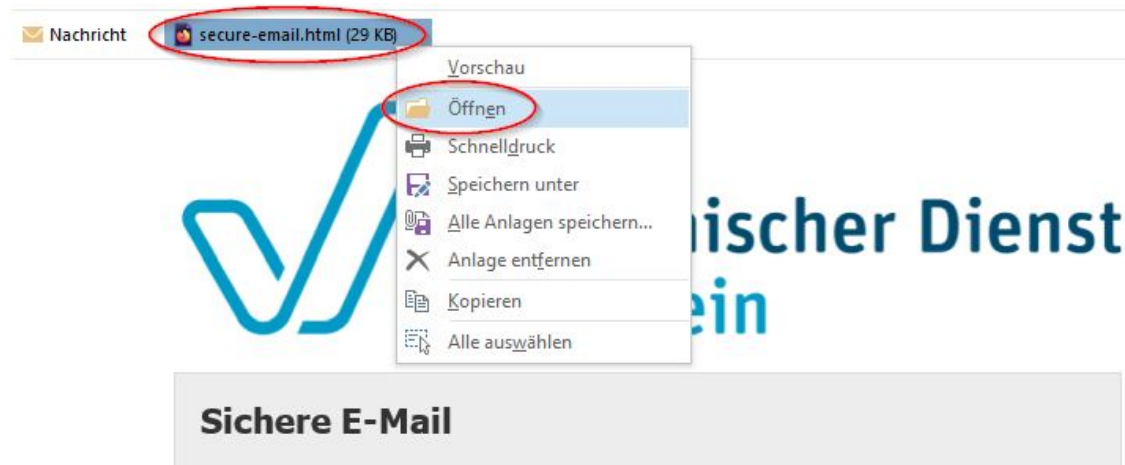 Nachricht secure-email.html (29 KB)
Vorschau
Öffnen
Schnelldruck
Speichern unter
Alle Anlagen speichern...
Anlage entfernen
Kopieren
Alle auswählen
ischer Dienst
ein
Sichere E-Mail